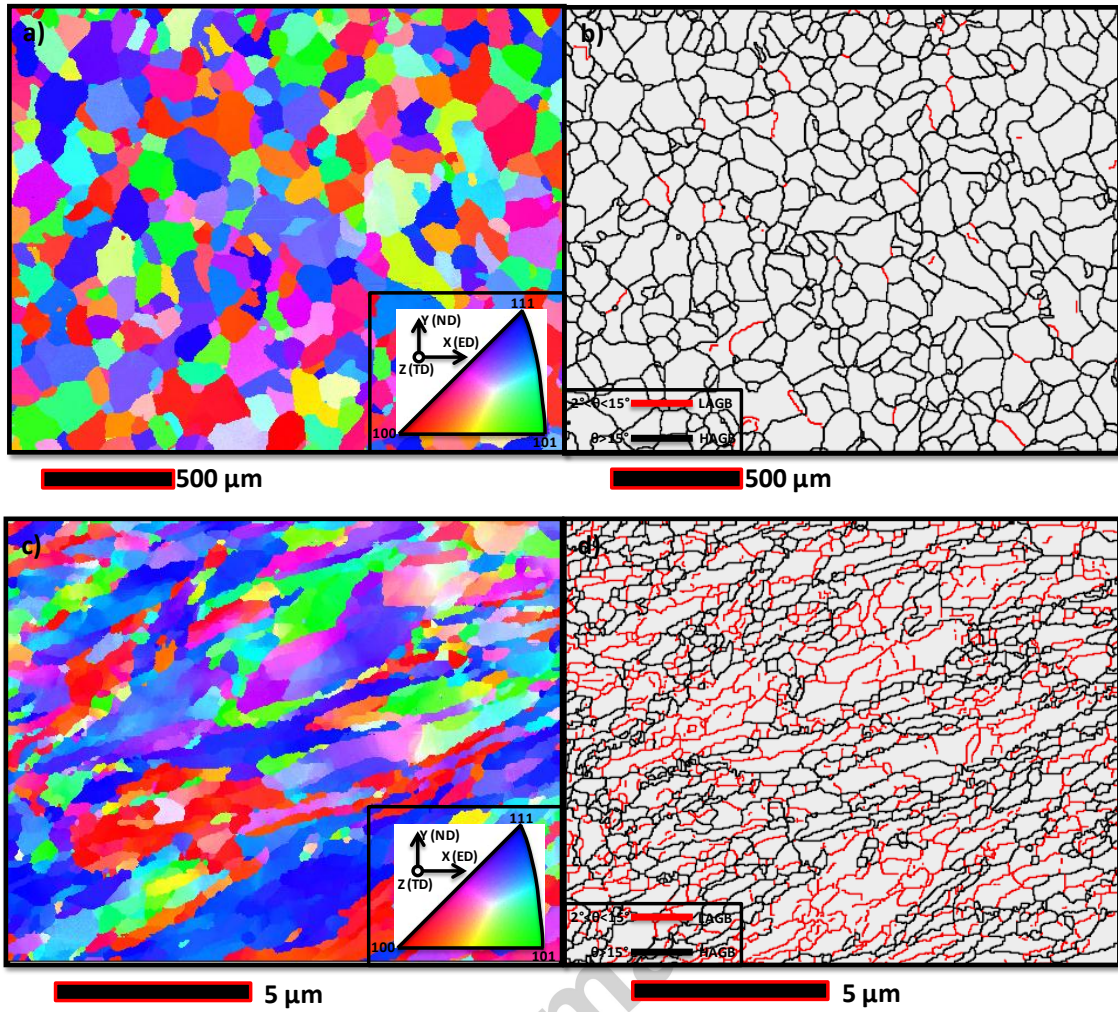 a)
b)
111
Y (ND)
X (ED)
Z (TD)
100
101
2°<θ<15° LAGB
θ>15° HAGB
500 µm
500 µm
c)
d)
111
Y (ND)
X (ED)
Z (TD)
100
101
2°<θ<15° LAGB
θ>15° HAGB
5 µm
5 µm